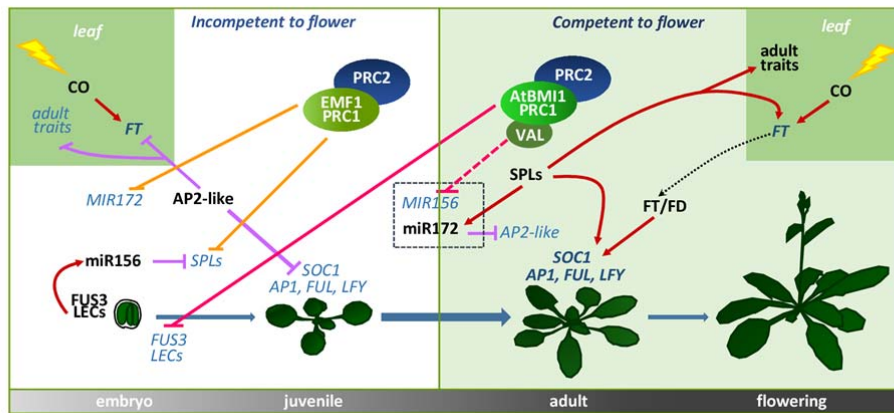 leaf
Incompetent to flower
Competent to flower
leaf
CO
adult
traits
FT
PRC2
EMF1
PRC1
MIR172
AP2-like
miR156
SPLs
FUS3
LECs
FUS3
LECs
SOC1
AP1, FUL, LFY
PRC2
AtBMI1
PRC1
VAL
adult
traits
CO
FT
SPLs
MIR156
miR172
AP2-like
FT/FD
SOC1
AP1, FUL, LFY
embryo
juvenile
adult
flowering